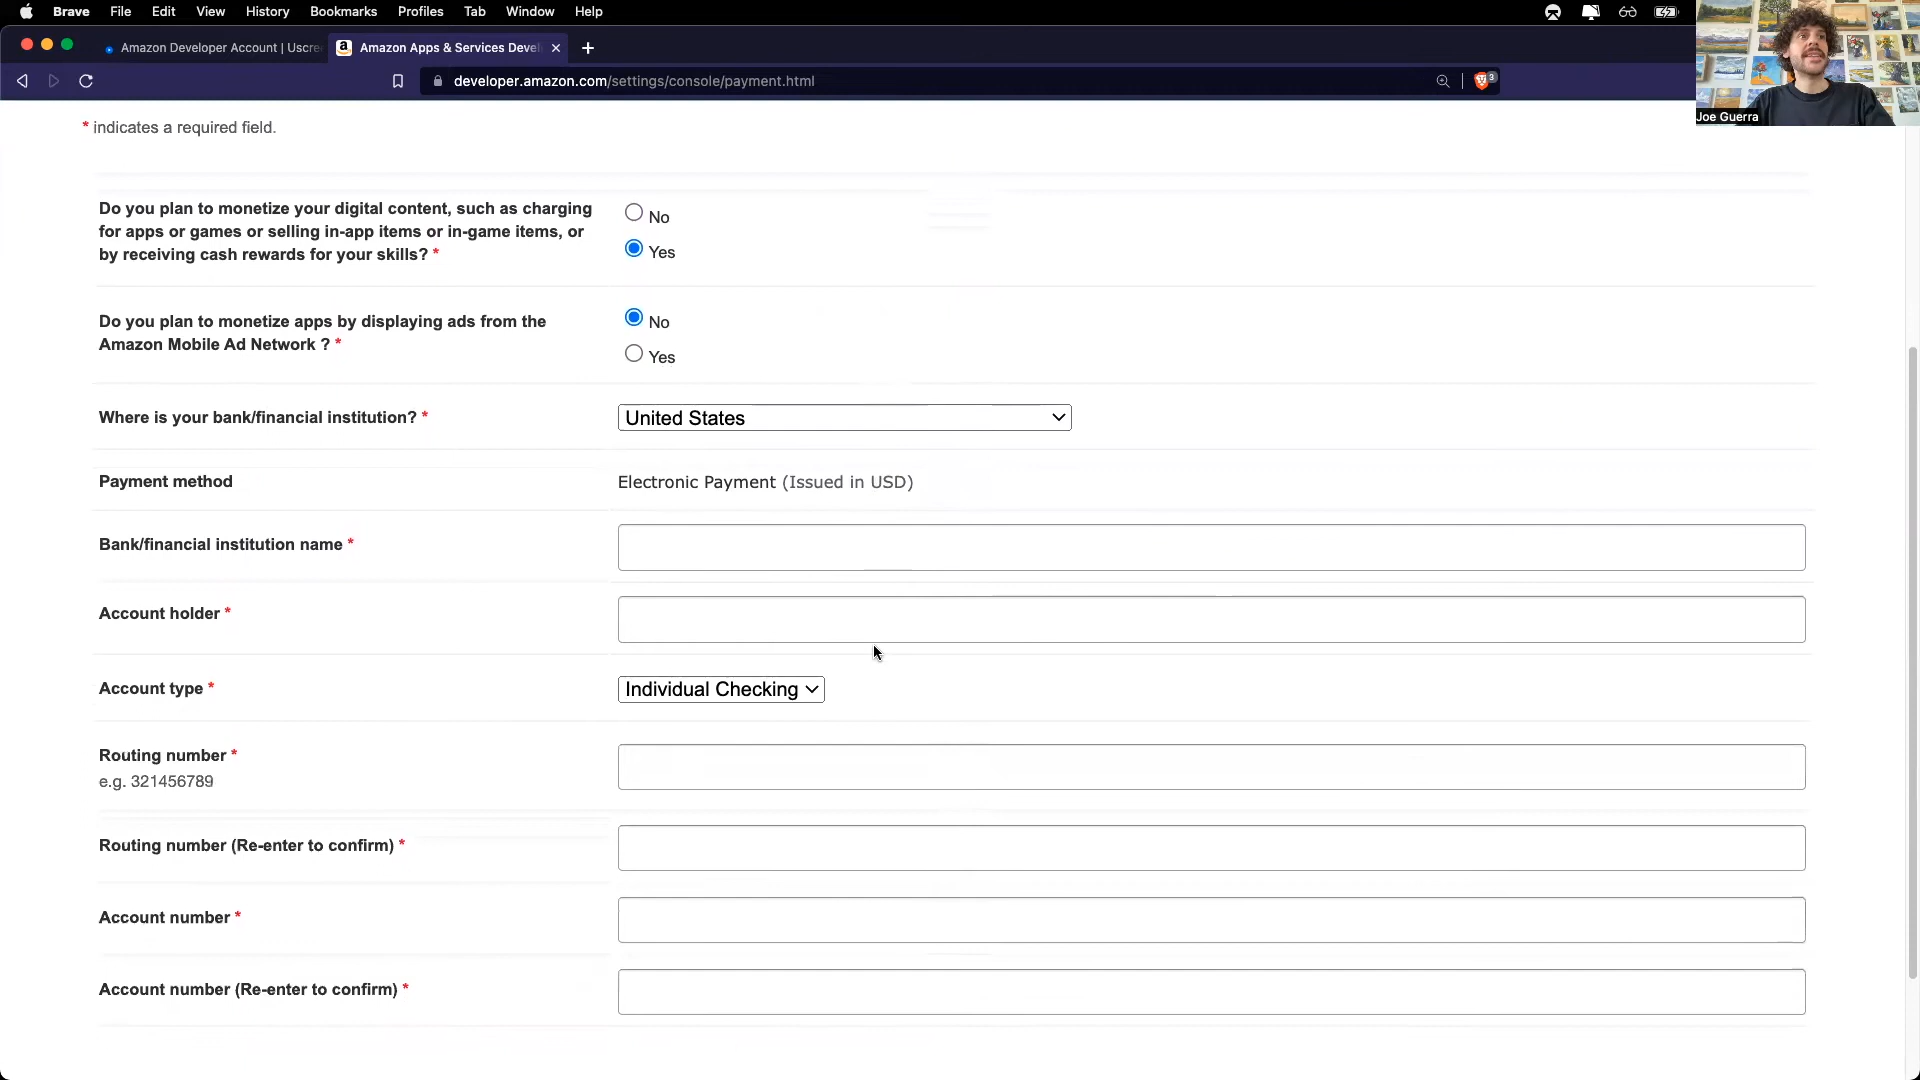 Brave File Edit View History Bookmarks Profiles Tab Window Help
Amazon Developer Account | Uscre
Amazon Apps & Services Devel
developer.amazon.com/settings/console/payment.html
3
Joe Guerra
* indicates a required field.
Do you plan to monetize your digital content, such as charging
for apps or games or selling in-app items or in-game items, or
by receiving cash rewards for your skills? *
No
Yes
Do you plan to monetize apps by displaying ads from the
Amazon Mobile Ad Network ? *
No
Yes
Where is your bank/financial institution? *
United States
Payment method
Electronic Payment (Issued in USD)
Bank/financial institution name *
Account holder *
Account type *
Individual Checking
Routing number *
e.g. 321456789
Routing number (Re-enter to confirm) *
Account number *
Account number (Re-enter to confirm) *